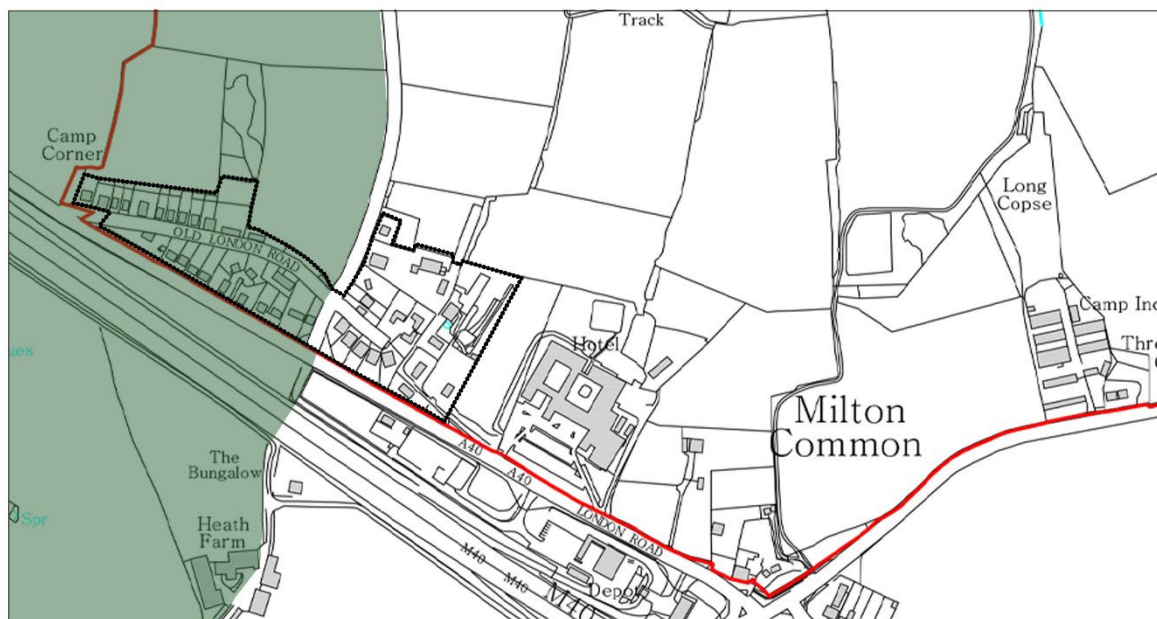 Track
Camp
Corner
OLD LONDON ROAD
Long
Copse
Camp Inc
Thre
Hotel
ues
Milton
Common
A40
A40
The
Bungalow
LONDON ROAD
Spr
Heath
Farm
M40
M40
M40
Depot